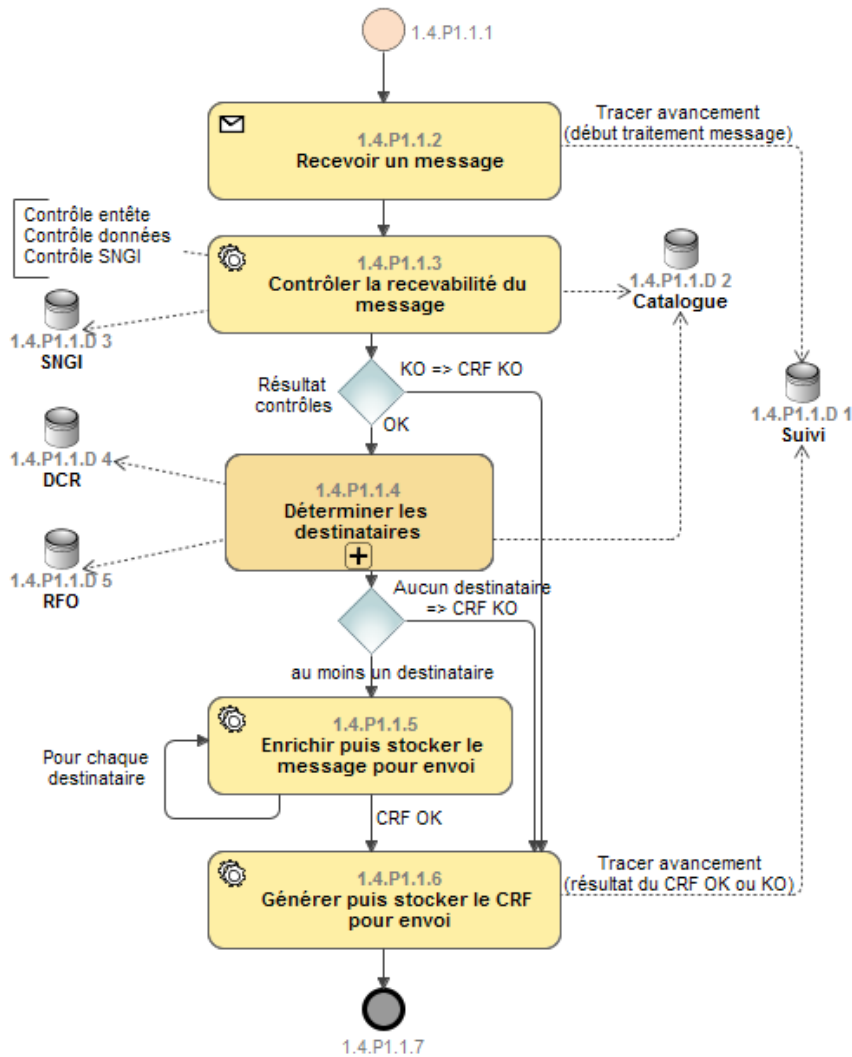 1.4.P1.1.1
1.4.P1.1.2
Recevoir un message
Tracer avancement
(début traitement message)
Contrôle entête
Contrôle données
Contrôle SNGI
1.4.P1.1.3
Contrôler la recevabilité du
message
1.4.P1.1.D 2
Catalogue
1.4.P1.1.D 3
SNGI
Résultat
contrôles
KO => CRF KO
OK
1.4.P1.1.D 1
Suivi
1.4.P1.1.D 4
DCR
1.4.P1.1.4
Déterminer les
destinataires
1.4.P1.1.D 5
RFO
Aucun destinataire
=> CRF KO
au moins un destinataire
1.4.P1.1.5
Enrichir puis stocker le
message pour envoi
Pour chaque
destinataire
CRF OK
1.4.P1.1.6
Générer puis stocker le CRF
pour envoi
Tracer avancement
(résultat du CRF OK ou KO)
1.4.P1.1.7